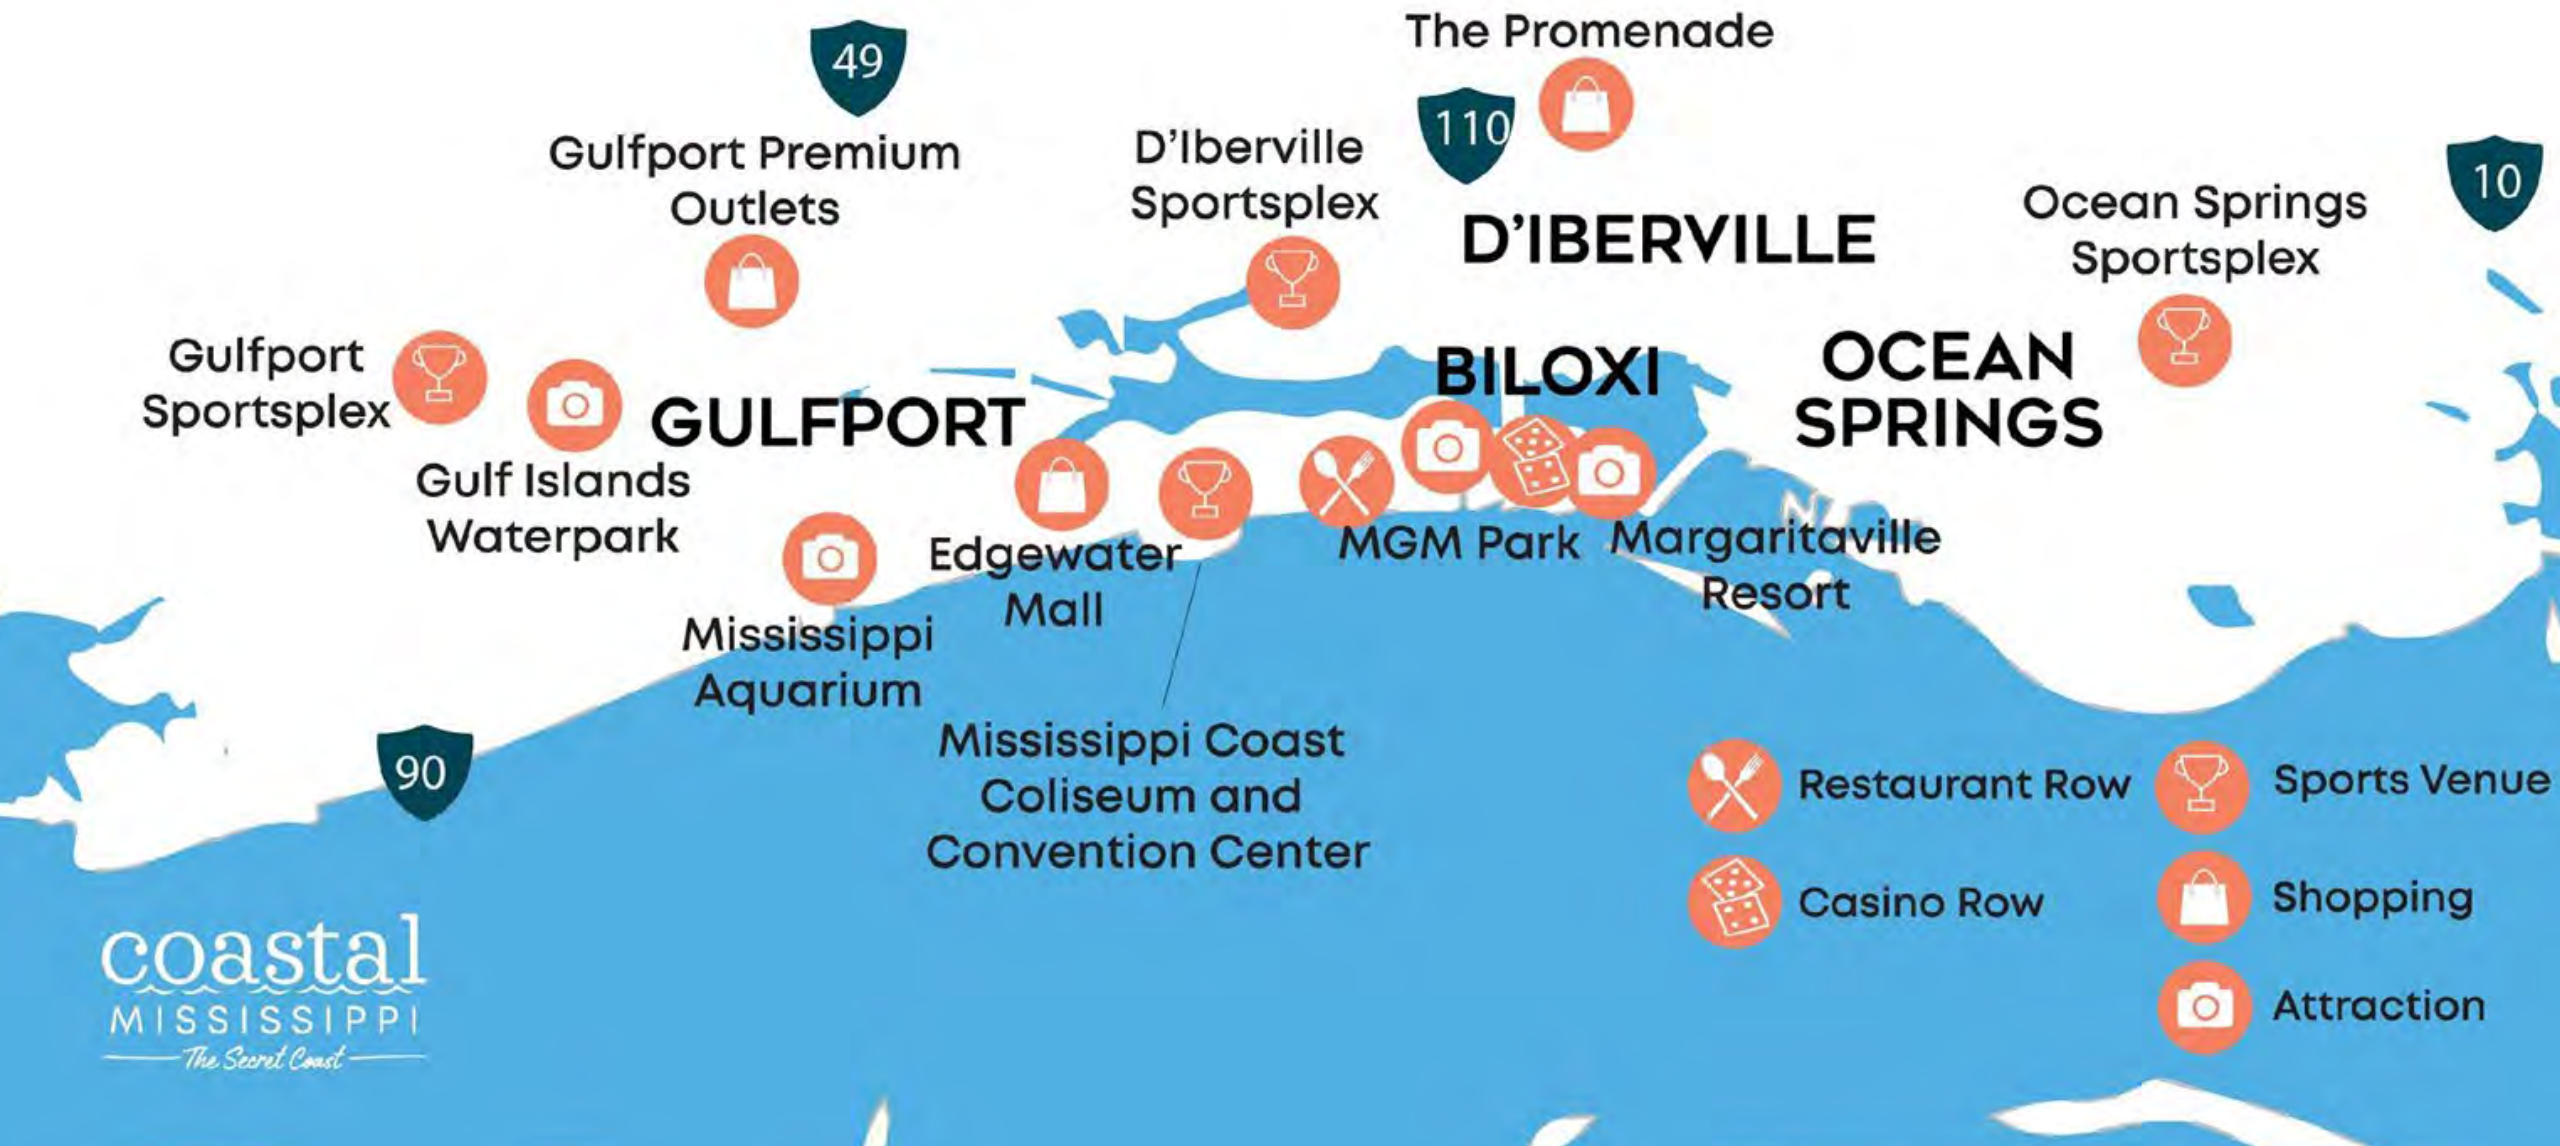 The Promenade
49
110
D'Iberville
Sportsplex
Gulfport Premium
Outlets
10
Ocean Springs
Sportsplex
D'IBERVILLE
Gulfport
Sportsplex
BILOXI
OCEAN
SPRINGS
GULFPORT
Gulf Islands
Waterpark
Edgewater
Mall
MGM Park
Margaritaville
Resort
Mississippi
Aquarium
90
Mississippi Coast
Coliseum and
Convention Center
Restaurant Row
Sports Venue
Casino Row
Shopping
Attraction
coastal
MISSISSIPPI
The Secret Coast